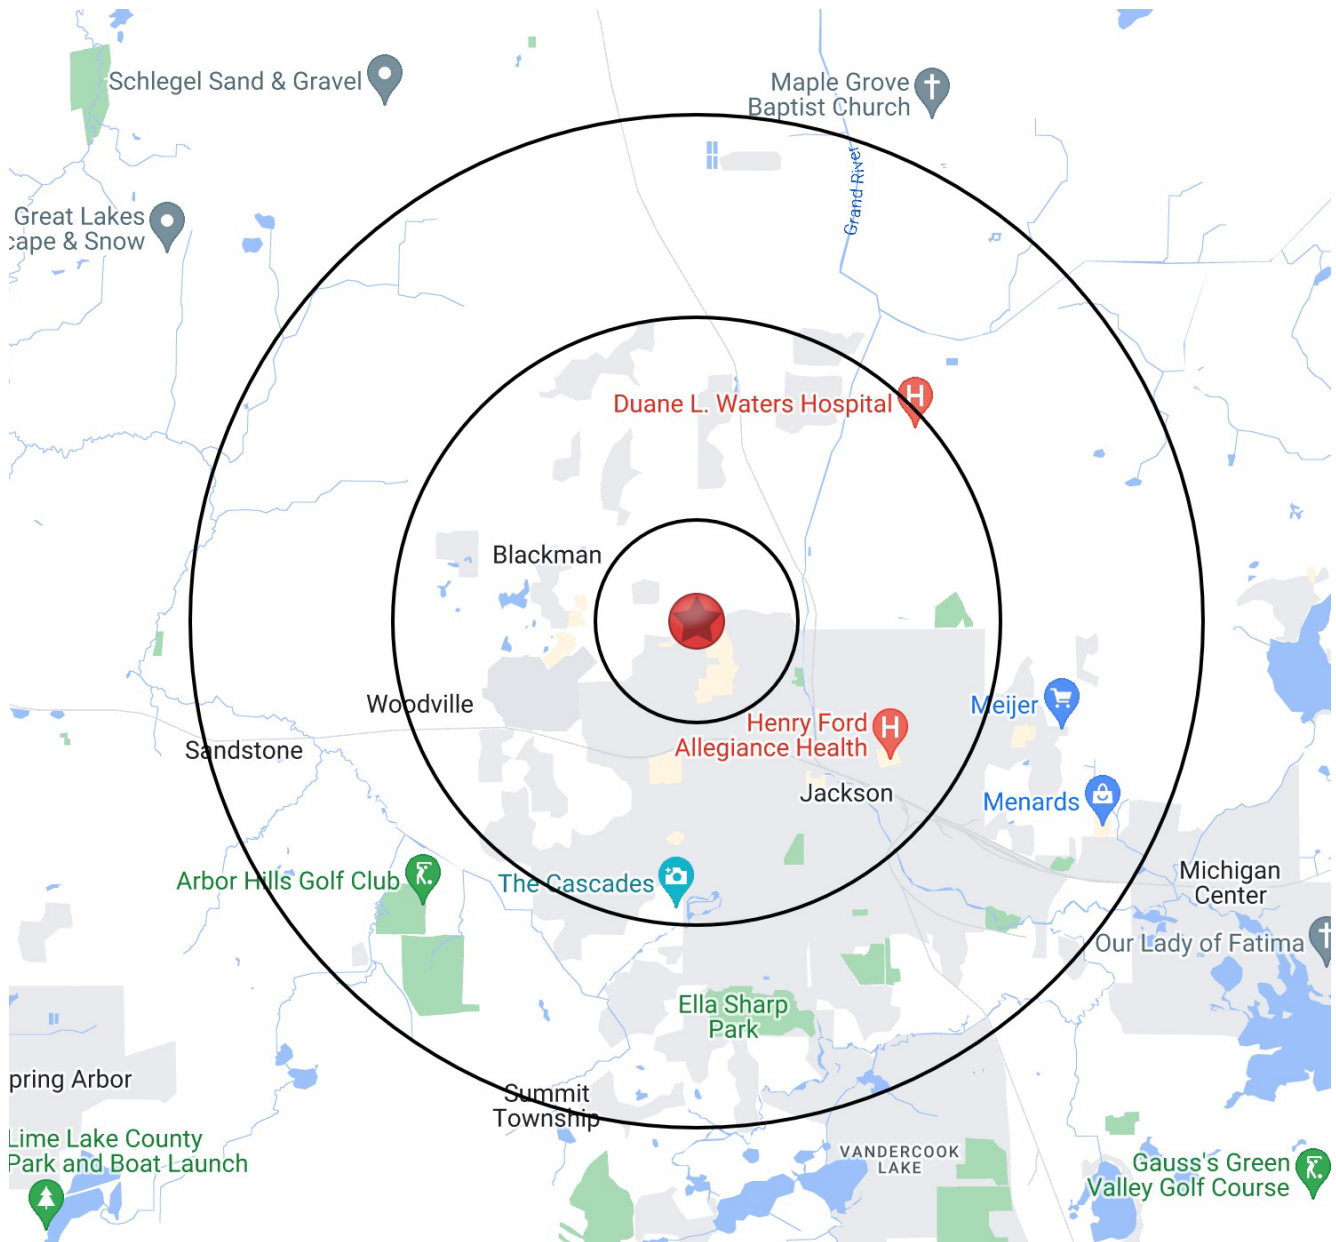 Schlegel Sand & Gravel
Maple Grove
Baptist Church
Grand River
Great Lakes
cape & Snow
Duane L. Waters Hospital
Blackman
Woodville
Sandstone
Meijer
Henry Ford
Allegiance Health
Jackson
Menards
Arbor Hills Golf Club
The Cascades
Michigan
Center
Our Lady of Fatima
Ella Sharp
Park
pring Arbor
Summit
Township
Lime Lake County
Park and Boat Launch
VANDERCOOK
LAKE
Gauss's Green
Valley Golf Course
H
H